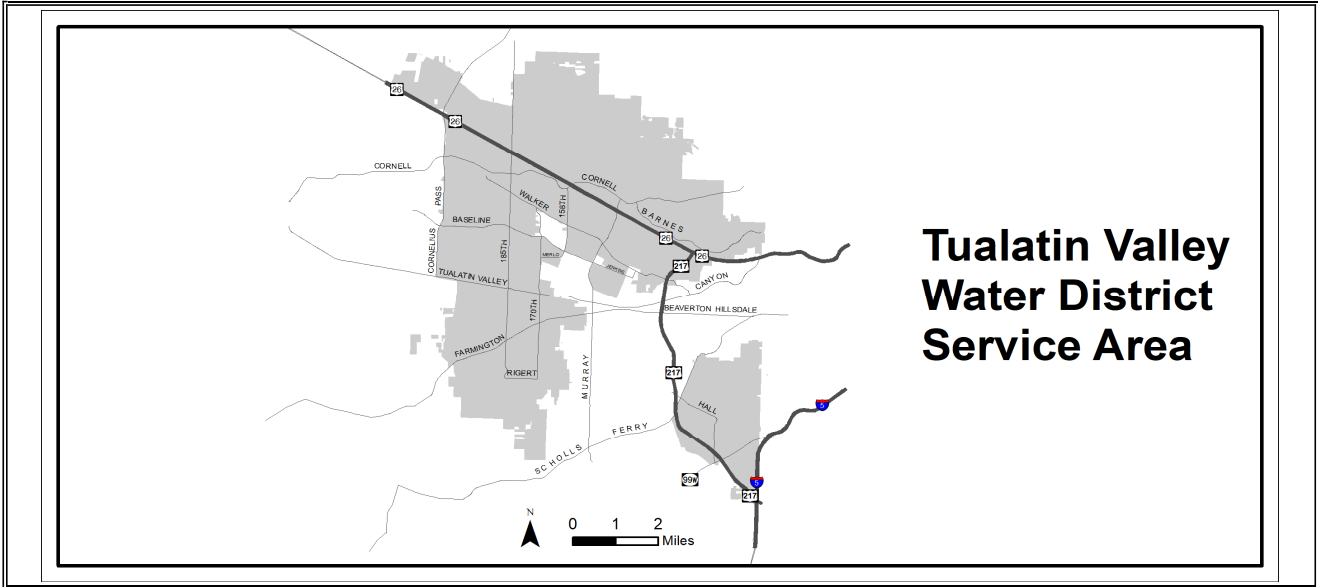 26
26
CORNELL
CORNELL
PASS
WALKER
158TH
BARNES
BASELINE
185TH
26
26
CORNELIUS
MERLO
JENKINS
217
TUALATIN VALLEY
CANYON
170TH
BEAVERTON HILLSDALE
FARMINGTON
RIGERT
MURRAY
217
HALL
5
SCHOLLS FERRY
99W
5
217
N
0 1 2
Miles
Tualatin Valley
Water District
Service Area